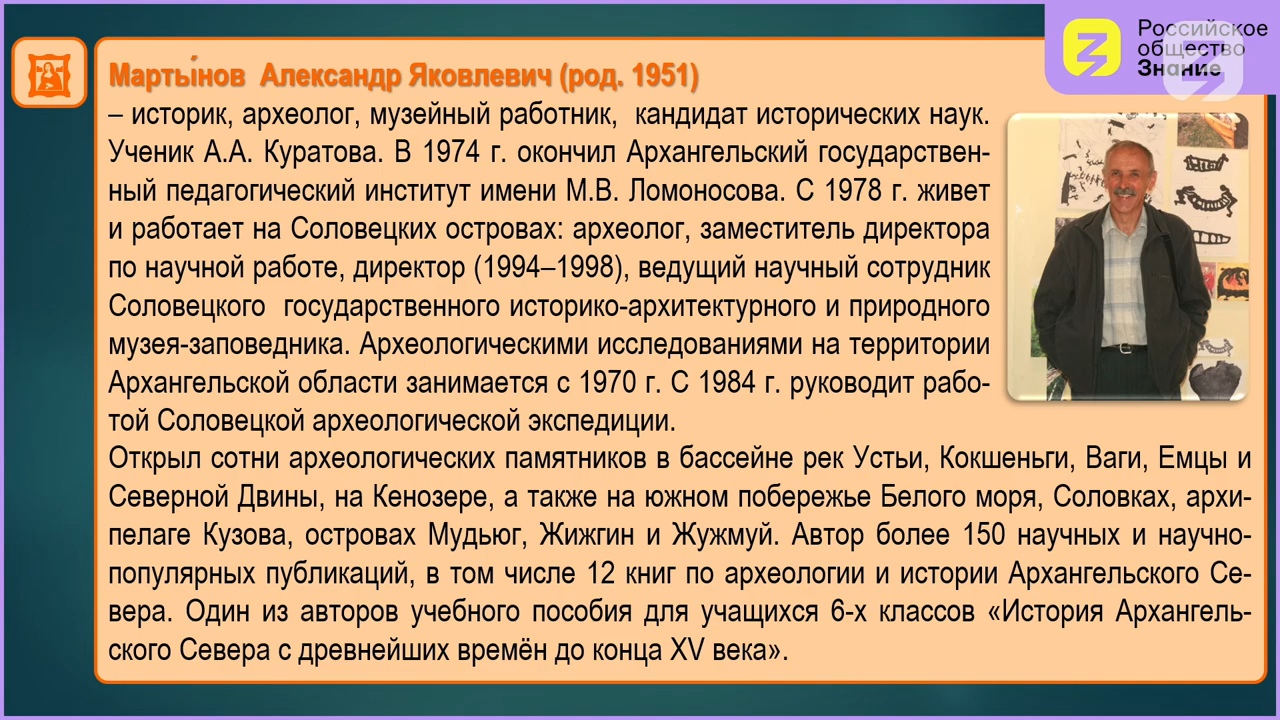 Российское
общество
Знание
Марты́нов Александр Яковлевич (род. 1951)
– историк, археолог, музейный работник, кандидат исторических наук.
Ученик А.А. Куратова. В 1974 г. окончил Архангельский государствен-
ный педагогический институт имени М.В. Ломоносова. С 1978 г. живет
и работает на Соловецких островах: археолог, заместитель директора
по научной работе, директор (1994–1998), ведущий научный сотрудник
Соловецкого государственного историко-архитектурного и природного
музея-заповедника. Археологическими исследованиями на территории
Архангельской области занимается с 1970 г. С 1984 г. руководит рабо-
той Соловецкой археологической экспедиции.
Открыл сотни археологических памятников в бассейне рек Устьи, Кокшеньги, Ваги, Емцы и
Северной Двины, на Кенозере, а также на южном побережье Белого моря, Соловках, архи-
пелаге Кузова, островах Мудьюг, Жижгин и Жужмуй. Автор более 150 научных и научно-
популярных публикаций, в том числе 12 книг по археологии и истории Архангельского Се-
вера. Один из авторов учебного пособия для учащихся 6-х классов «История Архангель-
ского Севера с древнейших времён до конца XV века».